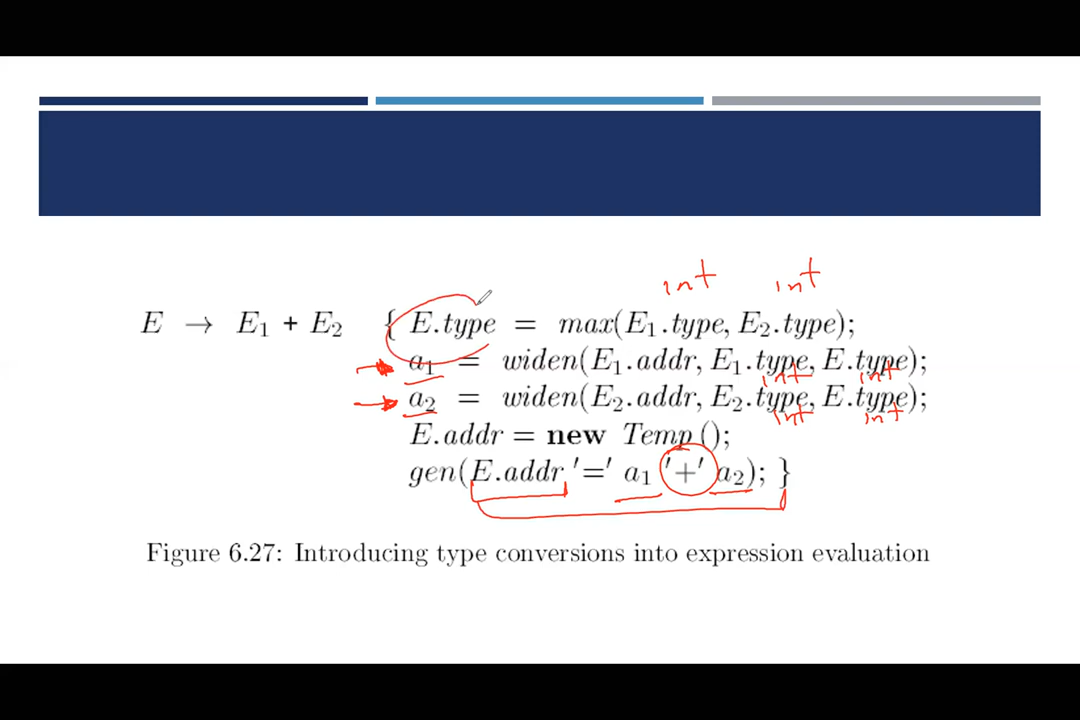 int int
E → E₁ + E₂ { E.type = max(E₁.type, E₂.type);
a₁ = widen(E₁.addr, E₁.type, E.type);
int int
a₂ = widen(E₂.addr, E₂.type, E.type);
int int
E.addr = new Temp();
gen(E.addr '=' a₁ '+' a₂); }
Figure 6.27: Introducing type conversions into expression evaluation